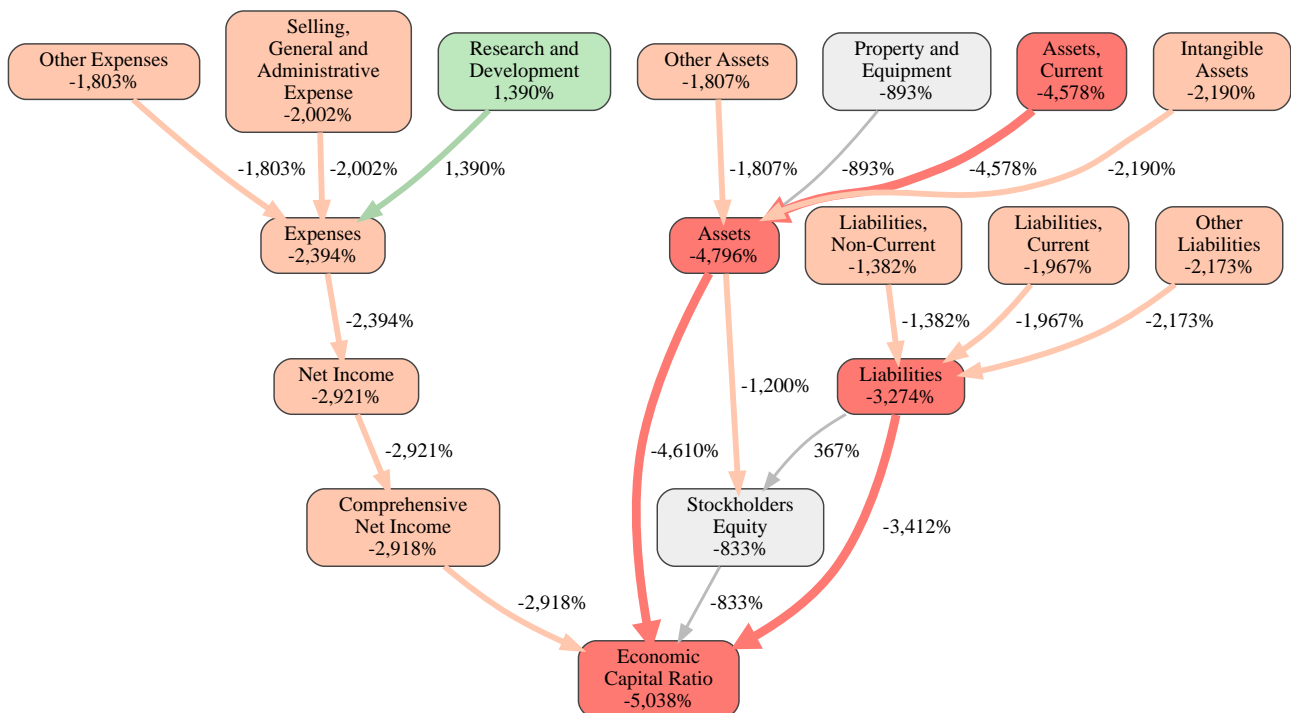 Other Expenses
-1,803%
Selling,
General and
Administrative
Expense
-2,002%
Research and
Development
1,390%
Other Assets
-1,807%
Property and
Equipment
-893%
Assets,
Current
-4,578%
Intangible
Assets
-2,190%
-1,803%
-2,002%
1,390%
-1,807%
-893%
-4,578%
-2,190%
Expenses
-2,394%
Assets
-4,796%
Liabilities,
Non-Current
-1,382%
Liabilities,
Current
-1,967%
Other
Liabilities
-2,173%
-2,394%
-1,382%
-1,967%
-2,173%
Net Income
-2,921%
-1,200%
Liabilities
-3,274%
-2,921%
-4,610%
367%
Comprehensive
Net Income
-2,918%
Stockholders
Equity
-833%
-3,412%
-2,918%
-833%
Economic
Capital Ratio
-5,038%